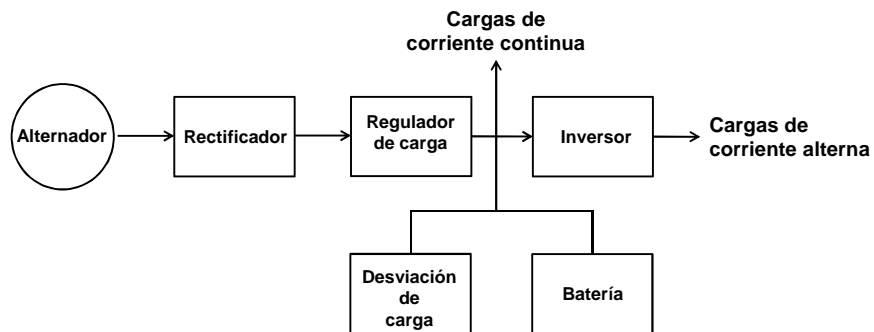 Cargas de
corriente continua
Alternador
Rectificador
Regulador
de carga
Inversor
Cargas de
corriente alterna
Desviación
de
carga
Batería